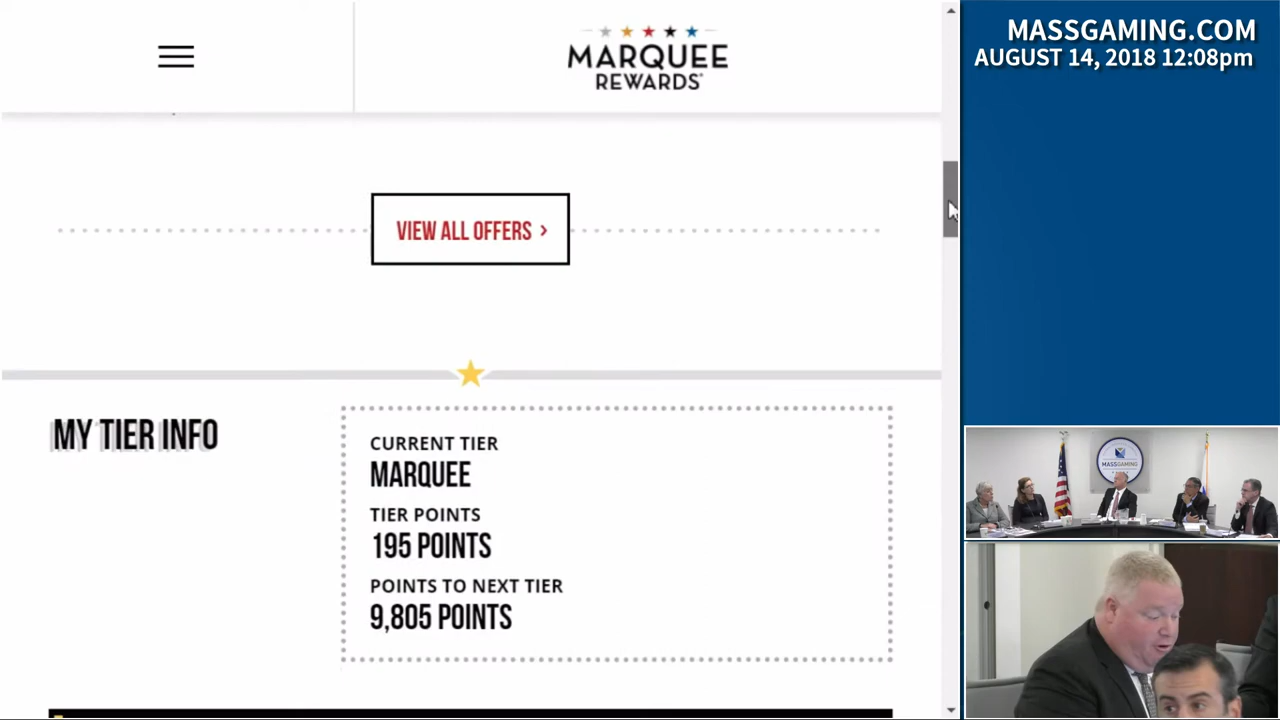 MARQUEE
REWARDS®
VIEW ALL OFFERS ›
MY TIER INFO
CURRENT TIER
MARQUEE
TIER POINTS
195 POINTS
POINTS TO NEXT TIER
9,805 POINTS
MASSGAMING.COM
AUGUST 14, 2018 12:08pm
MASSGAMING